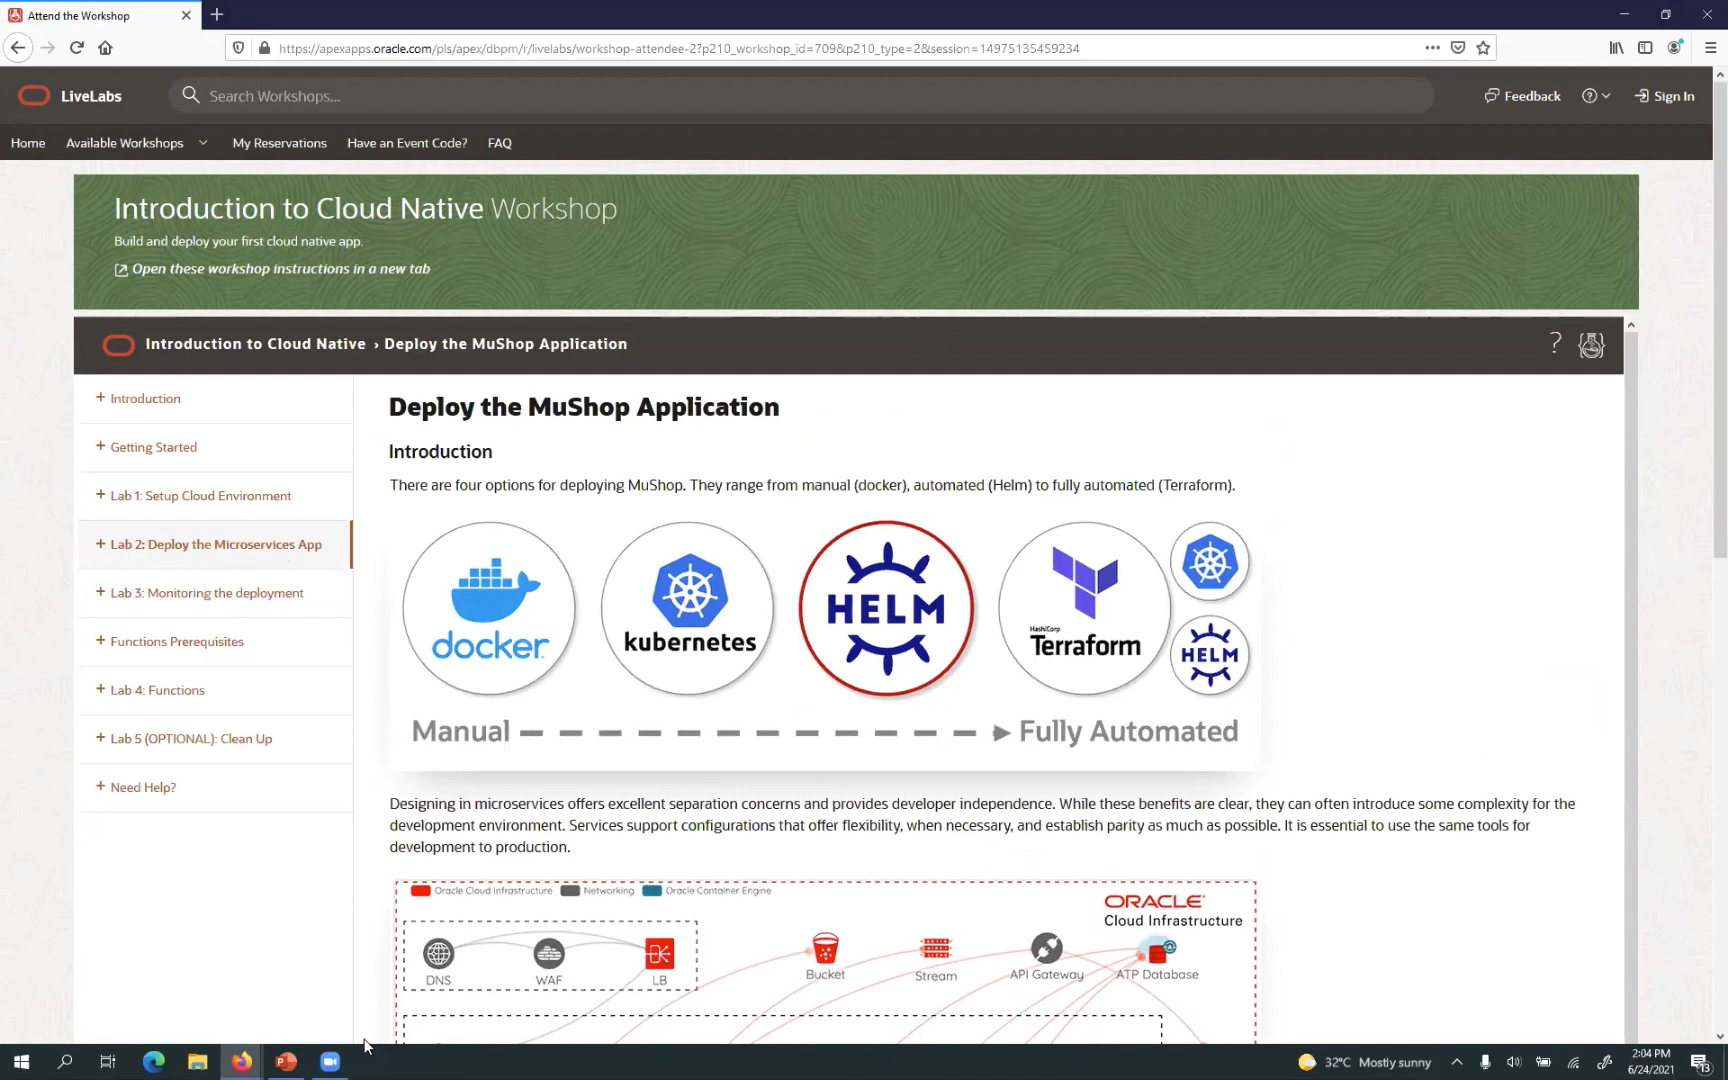 Attend the Workshop
https://apexapps.oracle.com/pls/apex/dbpm/r/livelabs/workshop-attendee-2?p210_workshop_id=709&p210_type=2&session=14975135459234
LiveLabs
Search Workshops...
Feedback
Sign In
Home
Available Workshops
My Reservations
Have an Event Code?
FAQ
Introduction to Cloud Native Workshop
Build and deploy your first cloud native app.
Open these workshop instructions in a new tab
Introduction to Cloud Native › Deploy the MuShop Application
+ Introduction
+ Getting Started
+ Lab 1: Setup Cloud Environment
+ Lab 2: Deploy the Microservices App
+ Lab 3: Monitoring the deployment
+ Functions Prerequisites
+ Lab 4: Functions
+ Lab 5 (OPTIONAL): Clean Up
+ Need Help?
Deploy the MuShop Application
Introduction
There are four options for deploying MuShop. They range from manual (docker), automated (Helm) to fully automated (Terraform).
docker
kubernetes
HELM
HashiCorp
Terraform
HELM
Manual
Fully Automated
Designing in microservices offers excellent separation concerns and provides developer independence. While these benefits are clear, they can often introduce some complexity for the
development environment. Services support configurations that offer flexibility, when necessary, and establish parity as much as possible. It is essential to use the same tools for
development to production.
Oracle Cloud Infrastructure
Networking
Oracle Container Engine
ORACLE
Cloud Infrastructure
DNS
WAF
LB
Bucket
Stream
API Gateway
ATP Database
32°C Mostly sunny
2:04 PM
6/24/2021
13